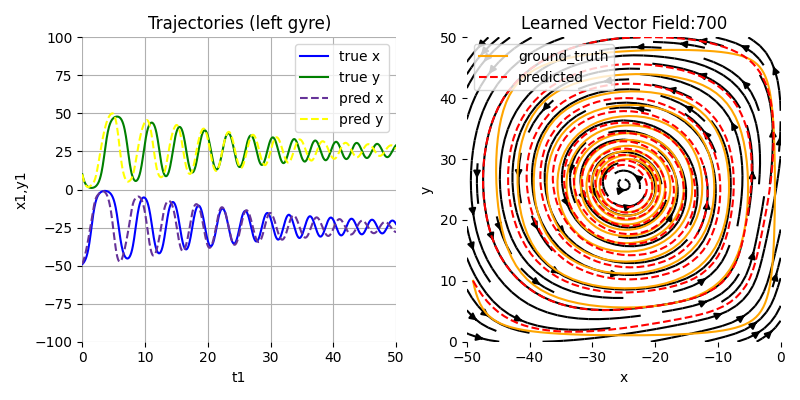 Trajectories (left gyre)
100
75
50
25
0
−25
−50
−75
−100
x1,y1
0 10 20 30 40 50
t1
true x
true y
pred x
pred y
Learned Vector Field:700
50
40
30
20
10
0
y
−50 −40 −30 −20 −10 0
x
ground_truth
predicted